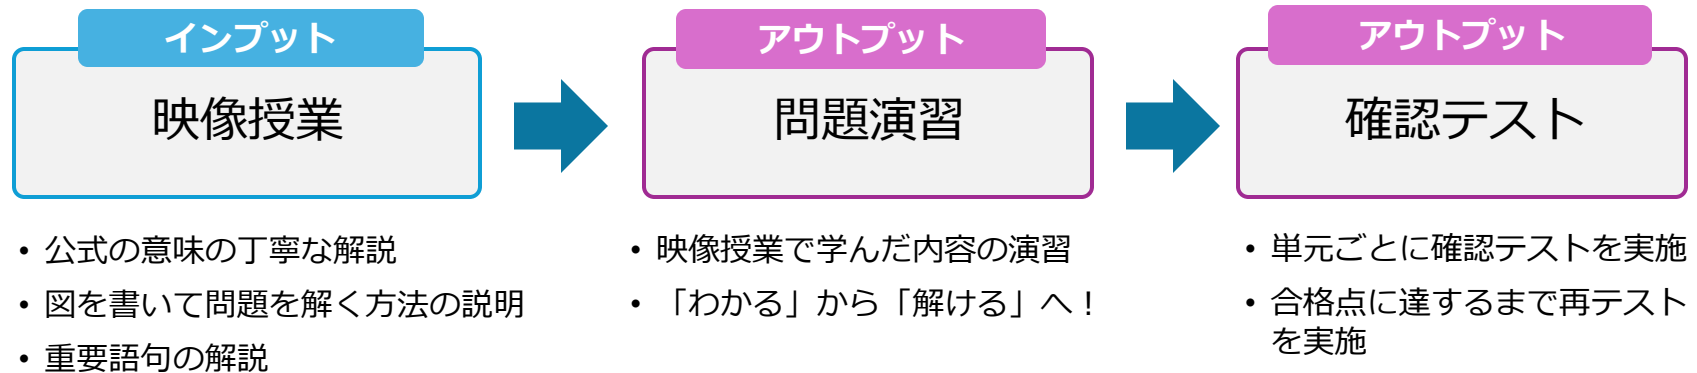 インプット
映像授業
• 公式の意味の丁寧な解説
• 図を書いて問題を解く方法の説明
• 重要語句の解説
アウトプット
問題演習
• 映像授業で学んだ内容の演習
• 「わかる」から「解ける」へ！
アウトプット
確認テスト
• 単元ごとに確認テストを実施
• 合格点に達するまで再テスト
を実施